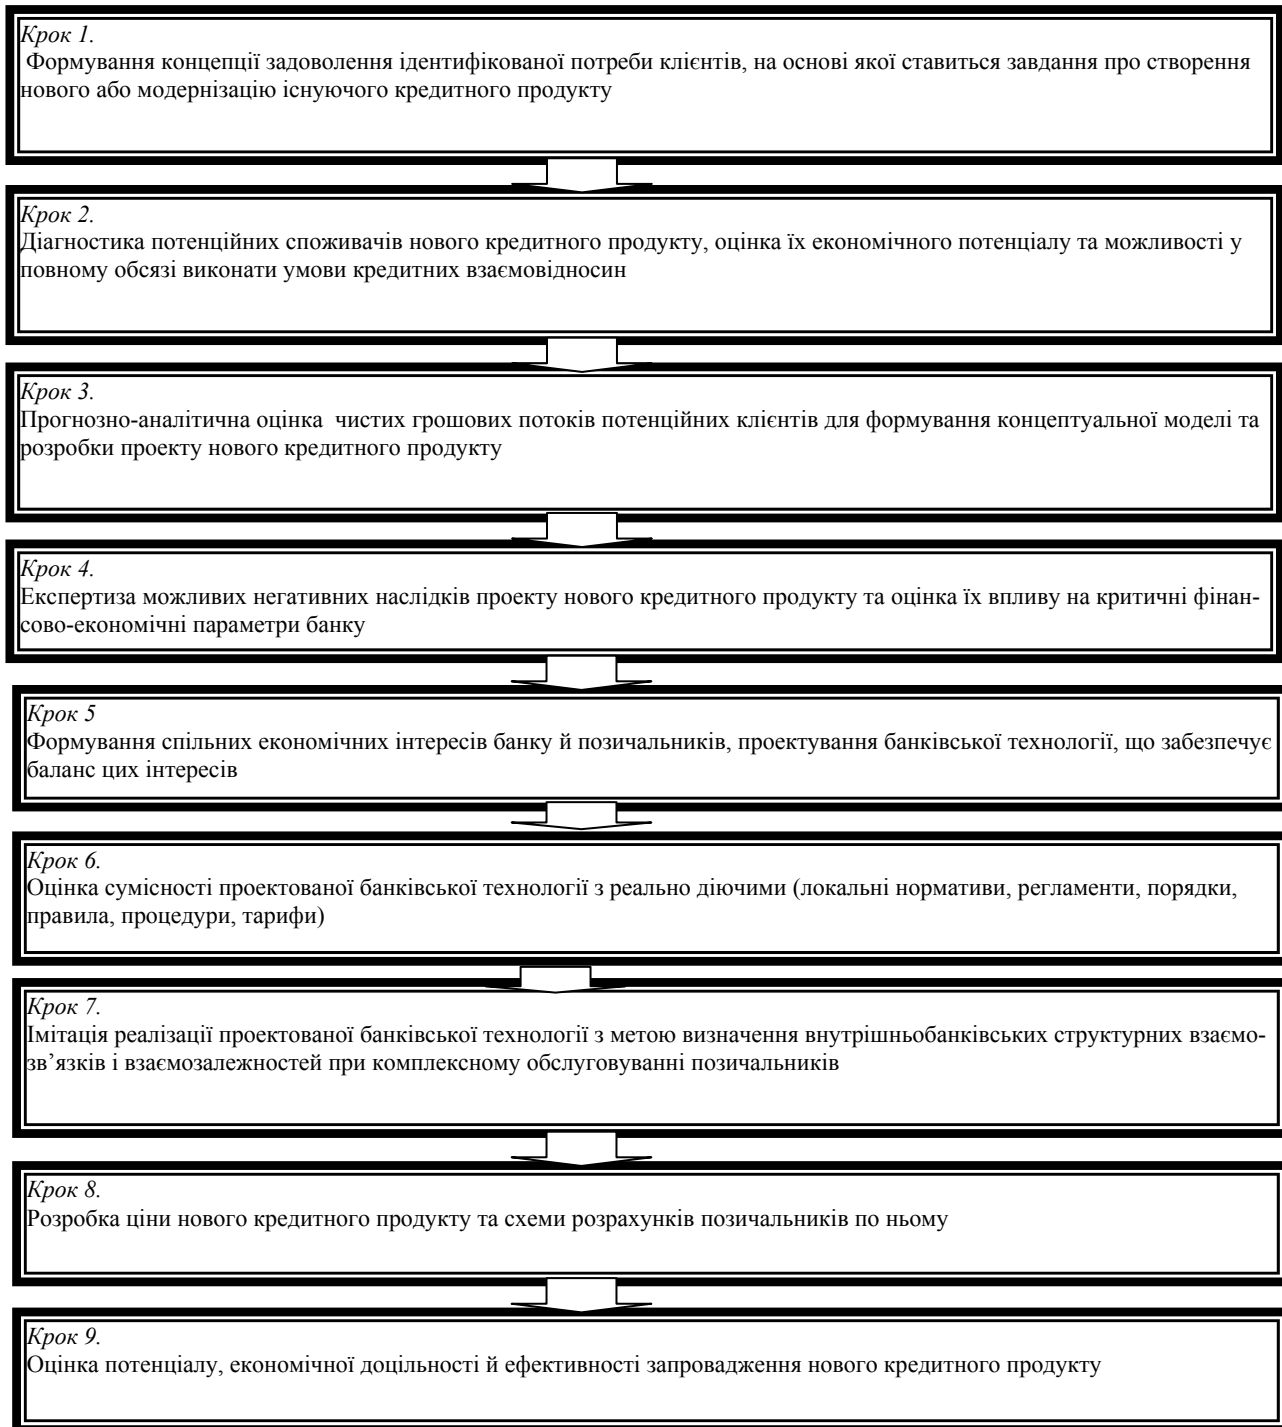 Крок 1.
Формування концепції задоволення ідентифікованої потреби клієнтів, на основі якої ставиться завдання про створення
нового або модернізацію існуючого кредитного продукту
Крок 2.
Діагностика потенційних споживачів нового кредитного продукту, оцінка їх економічного потенціалу та можливості у
повному обсязі виконати умови кредитних взаємовідносин
Крок 3.
Прогнозно-аналітична оцінка чистих грошових потоків потенційних клієнтів для формування концептуальної моделі та
розробки проекту нового кредитного продукту
Крок 4.
Експертиза можливих негативних наслідків проекту нового кредитного продукту та оцінка їх впливу на критичні фінан-
сово-економічні параметри банку
Крок 5
Формування спільних економічних інтересів банку й позичальників, проектування банківської технології, що забезпечує
баланс цих інтересів
Крок 6.
Оцінка сумісності проектованої банківської технології з реально діючими (локальні нормативи, регламенти, порядки,
правила, процедури, тарифи)
Крок 7.
Імітація реалізації проектованої банківської технології з метою визначення внутрішньобанківських структурних взаємо-
зв’язків і взаємозалежностей при комплексному обслуговуванні позичальників
Крок 8.
Розробка ціни нового кредитного продукту та схеми розрахунків позичальників по ньому
Крок 9.
Оцінка потенціалу, економічної доцільності й ефективності запровадження нового кредитного продукту